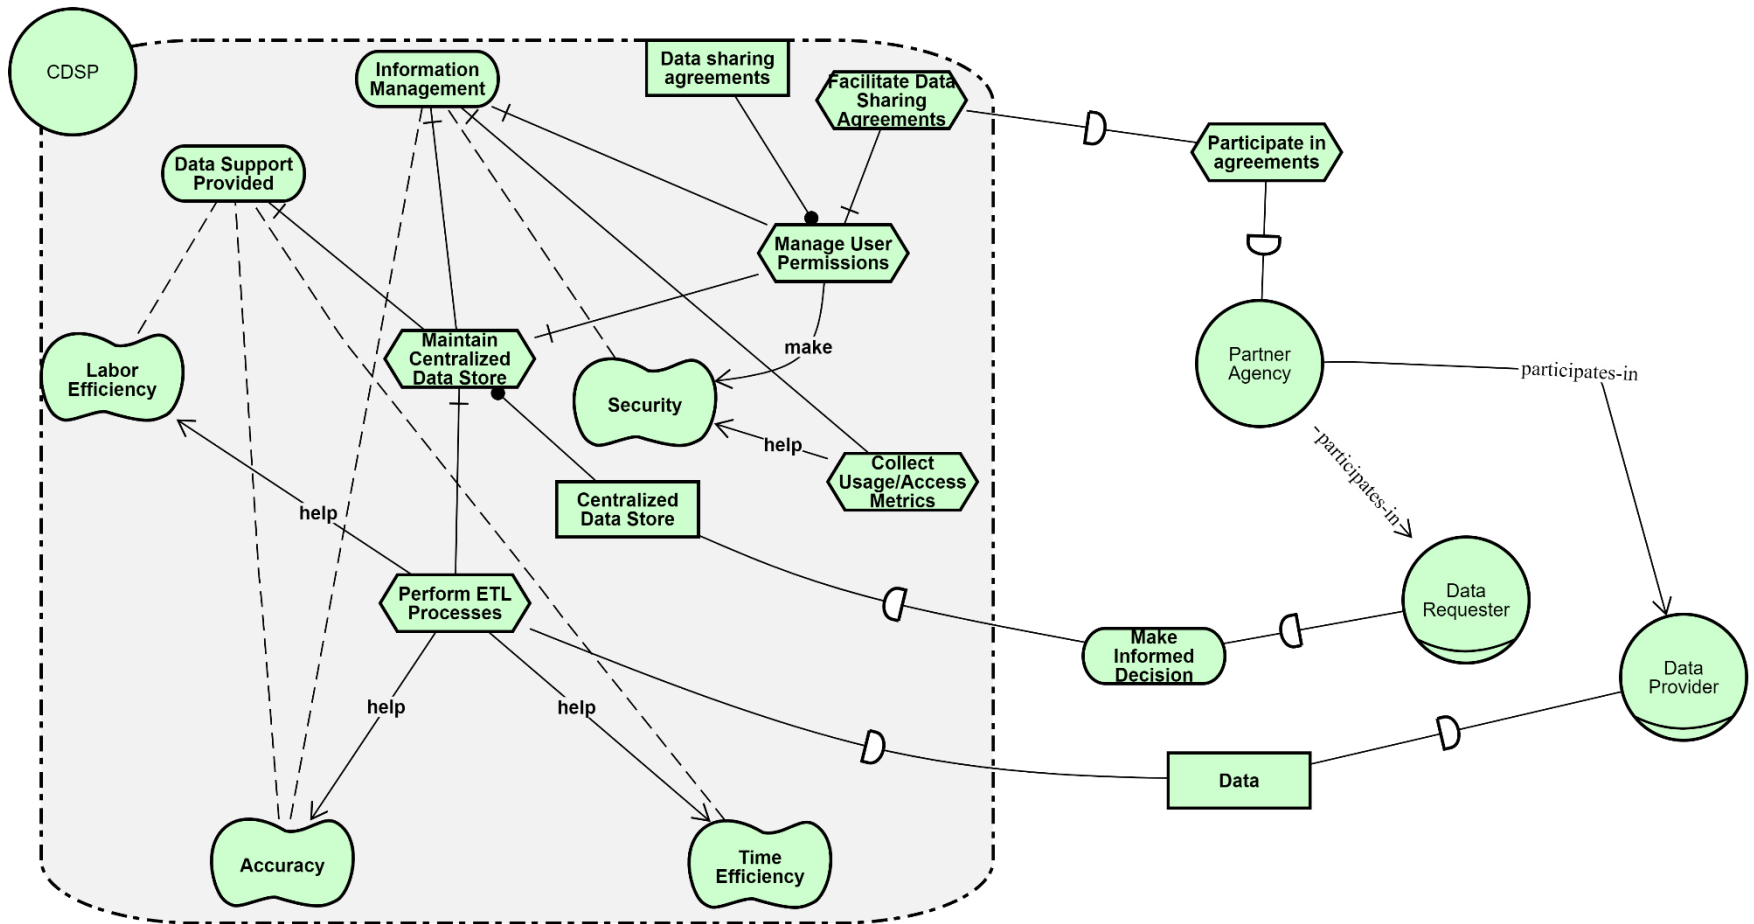 CDSP
Information
Management
Data sharing
agreements
Facilitate Data
Sharing
Agreements
Participate in
agreements
Data Support
Provided
Manage User
Permissions
Maintain
Centralized
Data Store
make
Labor
Efficiency
Security
Partner
Agency
participates-in
help
Collect
Usage/Access
Metrics
participates-in
Centralized
Data Store
help
Perform ETL
Processes
Data
Requester
Make
Informed
Decision
Data
Provider
help
help
Data
Accuracy
Time
Efficiency